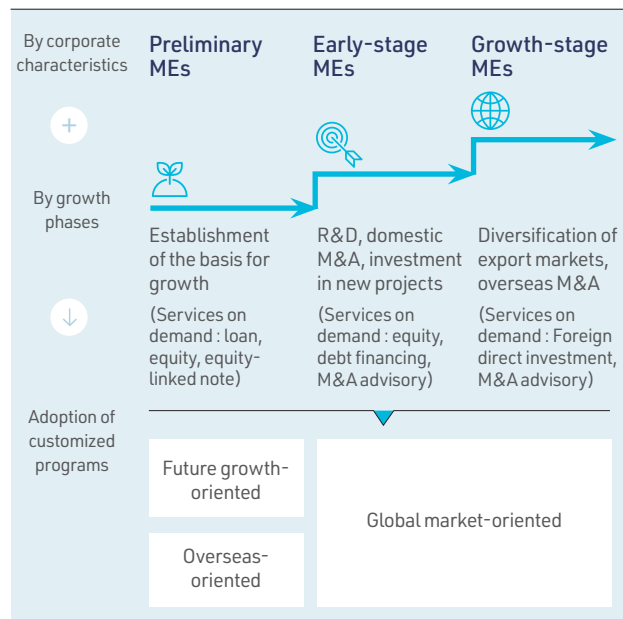 By corporate
characteristics
Preliminary
MEs
Early-stage
MEs
Growth-stage
MEs
By growth
phases
Establishment
of the basis for
growth
(Services on
demand : loan,
equity, equity-
linked note)
R&D, domestic
M&A, investment
in new projects
(Services on
demand : equity,
debt financing,
M&A advisory)
Diversification of
export markets,
overseas M&A
(Services on
demand : Foreign
direct investment,
M&A advisory)
Adoption of
customized
programs
Future growth-
oriented
Overseas-
oriented
Global market-oriented